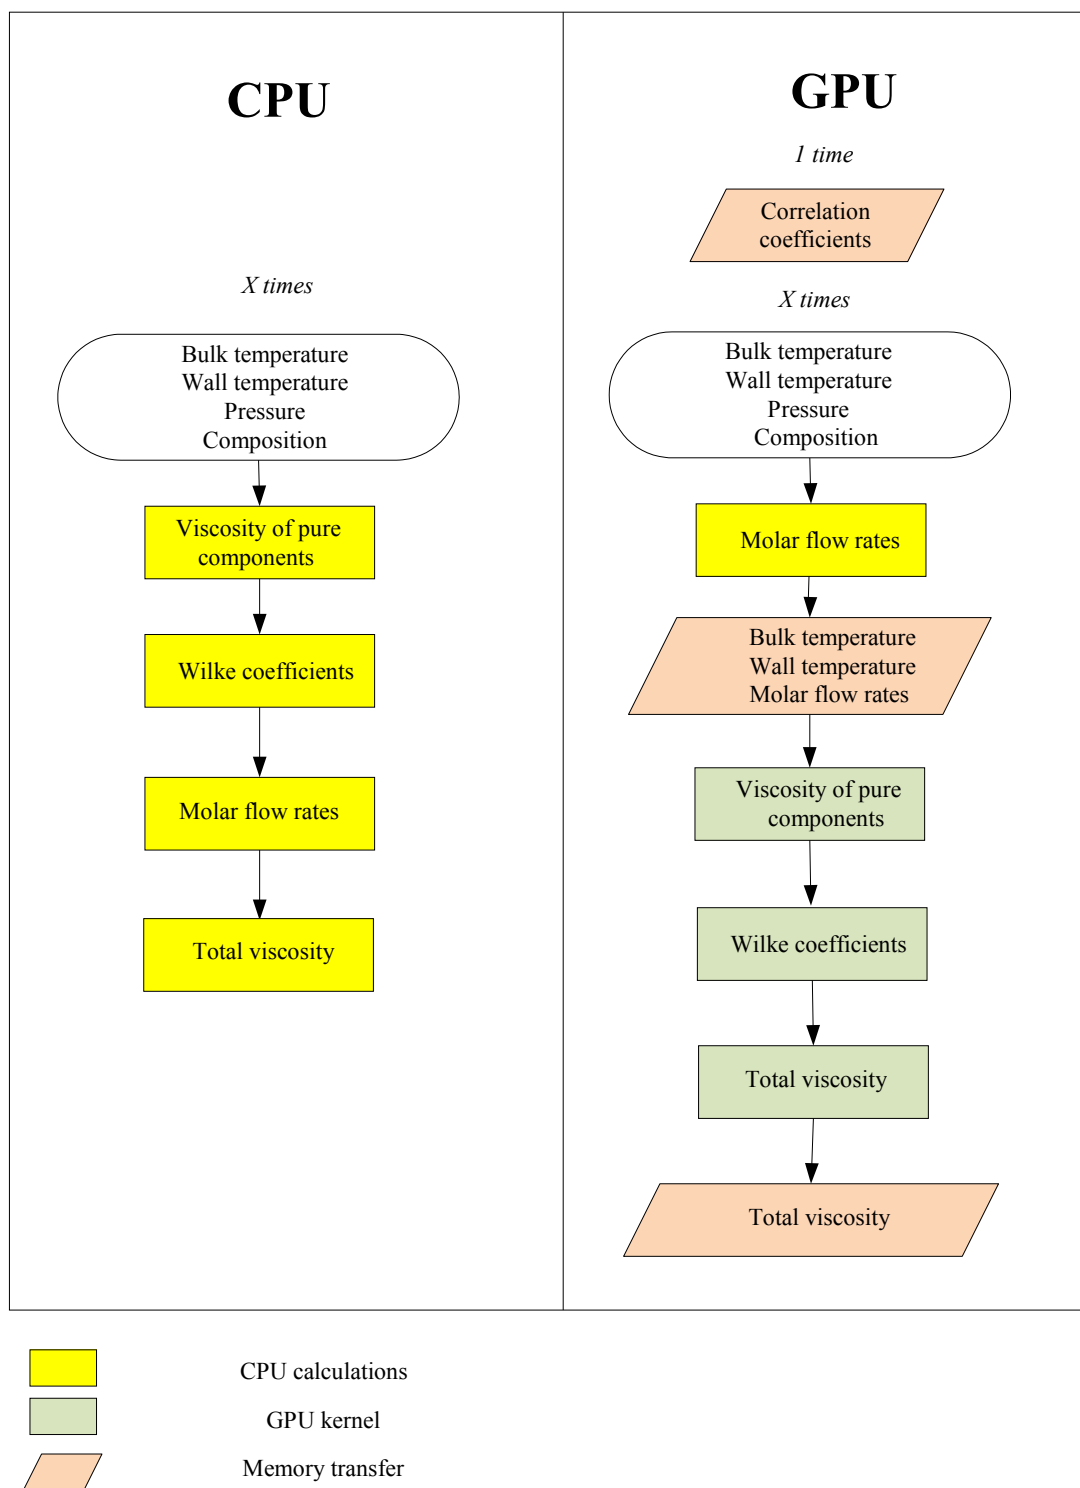 CPU
X times
Bulk temperature
Wall temperature
Pressure
Composition
Viscosity of pure
components
Wilke coefficients
Molar flow rates
Total viscosity
GPU
1 time
Correlation
coefficients
X times
Bulk temperature
Wall temperature
Pressure
Composition
Molar flow rates
Bulk temperature
Wall temperature
Molar flow rates
Viscosity of pure
components
Wilke coefficients
Total viscosity
Total viscosity
CPU calculations
GPU kernel
Memory transfer